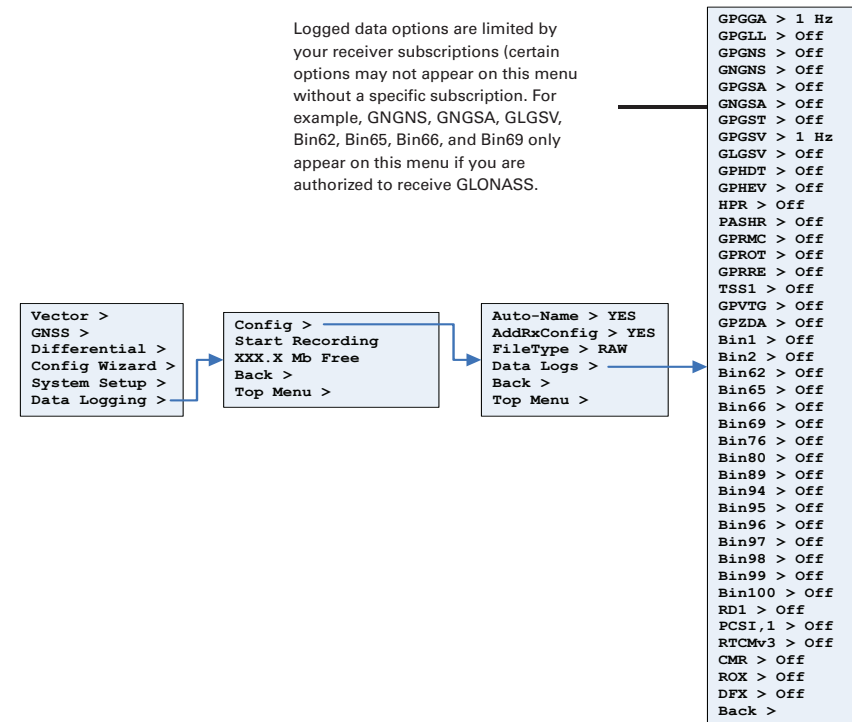 Logged data options are limited by
your receiver subscriptions (certain
options may not appear on this menu
without a specific subscription. For
example, GNGNS, GNGSA, GLGSV,
Bin62, Bin65, Bin66, and Bin69 only
appear on this menu if you are
authorized to receive GLONASS.
Vector >
GNSS >
Differential >
Config Wizard >
System Setup >
Data Logging >
Config >
Start Recording
XXX.X Mb Free
Back >
Top Menu >
Auto-Name > YES
AddRxConfig > YES
FileType > RAW
Data Logs >
Back >
Top Menu >
GPGGA > 1 Hz
GPGLL > Off
GPGNS > Off
GNGNS > Off
GPGSA > Off
GNGSA > Off
GPGST > Off
GPGSV > 1 Hz
GLGSV > Off
GPHDT > Off
GPHEV > Off
HPR > Off
PASHR > Off
GPRMC > Off
GPROT > Off
GPRRE > Off
TSS1 > Off
GPVTG > Off
GPZDA > Off
Bin1 > Off
Bin2 > Off
Bin62 > Off
Bin65 > Off
Bin66 > Off
Bin69 > Off
Bin76 > Off
Bin80 > Off
Bin89 > Off
Bin94 > Off
Bin95 > Off
Bin96 > Off
Bin97 > Off
Bin98 > Off
Bin99 > Off
Bin100 > Off
RD1 > Off
PCSI,1 > Off
RTCMv3 > Off
CMR > Off
ROX > Off
DFX > Off
Back >